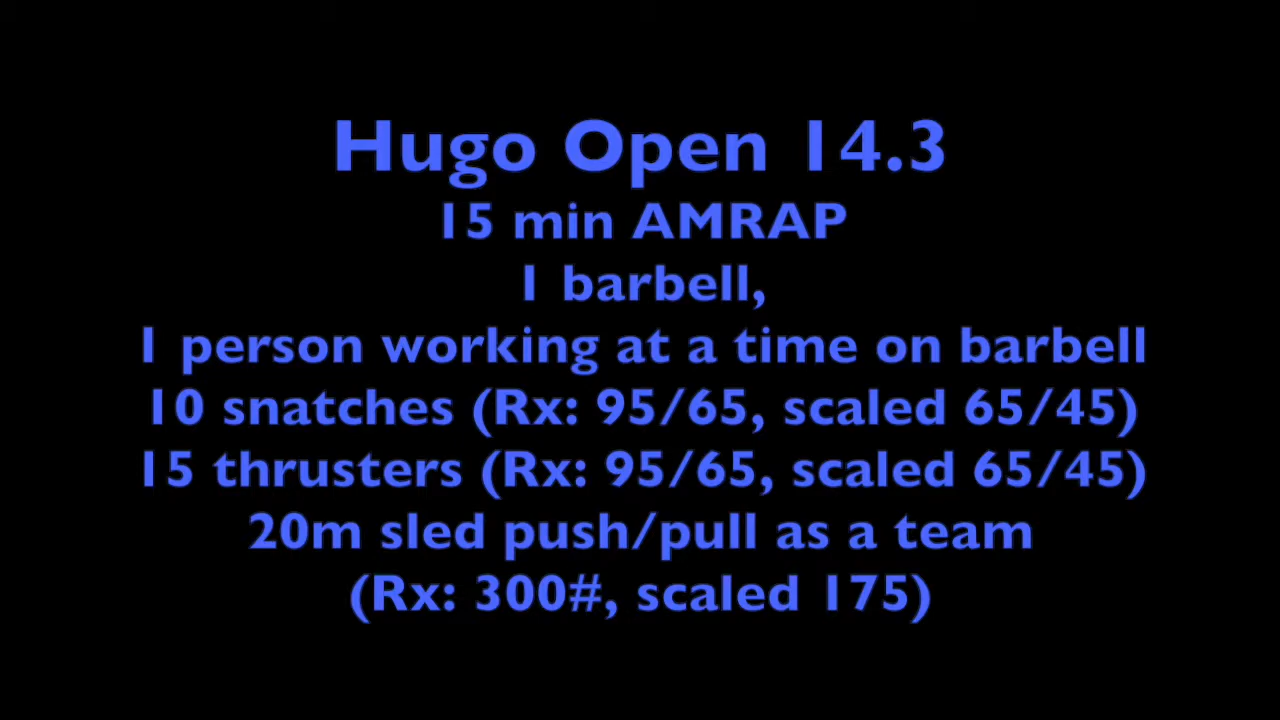 Hugo Open 14.3
15 min AMRAP
1 barbell,
1 person working at a time on barbell
10 snatches (Rx: 95/65, scaled 65/45)
15 thrusters (Rx: 95/65, scaled 65/45)
20m sled push/pull as a team
(Rx: 300#, scaled 175)